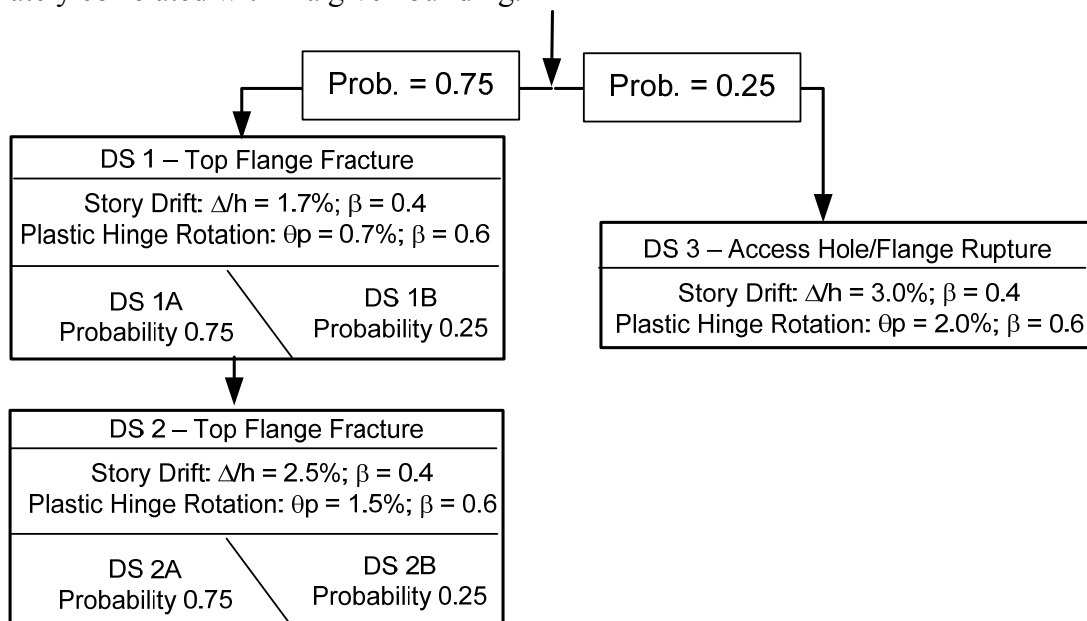 Prob. = 0.75
Prob. = 0.25
DS 1 – Top Flange Fracture
Story Drift: Δ/h = 1.7%; β = 0.4
Plastic Hinge Rotation: θp = 0.7%; β = 0.6
DS 1A
Probability 0.75
DS 1B
Probability 0.25
DS 3 – Access Hole/Flange Rupture
Story Drift: Δ/h = 3.0%; β = 0.4
Plastic Hinge Rotation: θp = 2.0%; β = 0.6
DS 2 – Top Flange Fracture
Story Drift: Δ/h = 2.5%; β = 0.4
Plastic Hinge Rotation: θp = 1.5%; β = 0.6
DS 2A
Probability 0.75
DS 2B
Probability 0.25